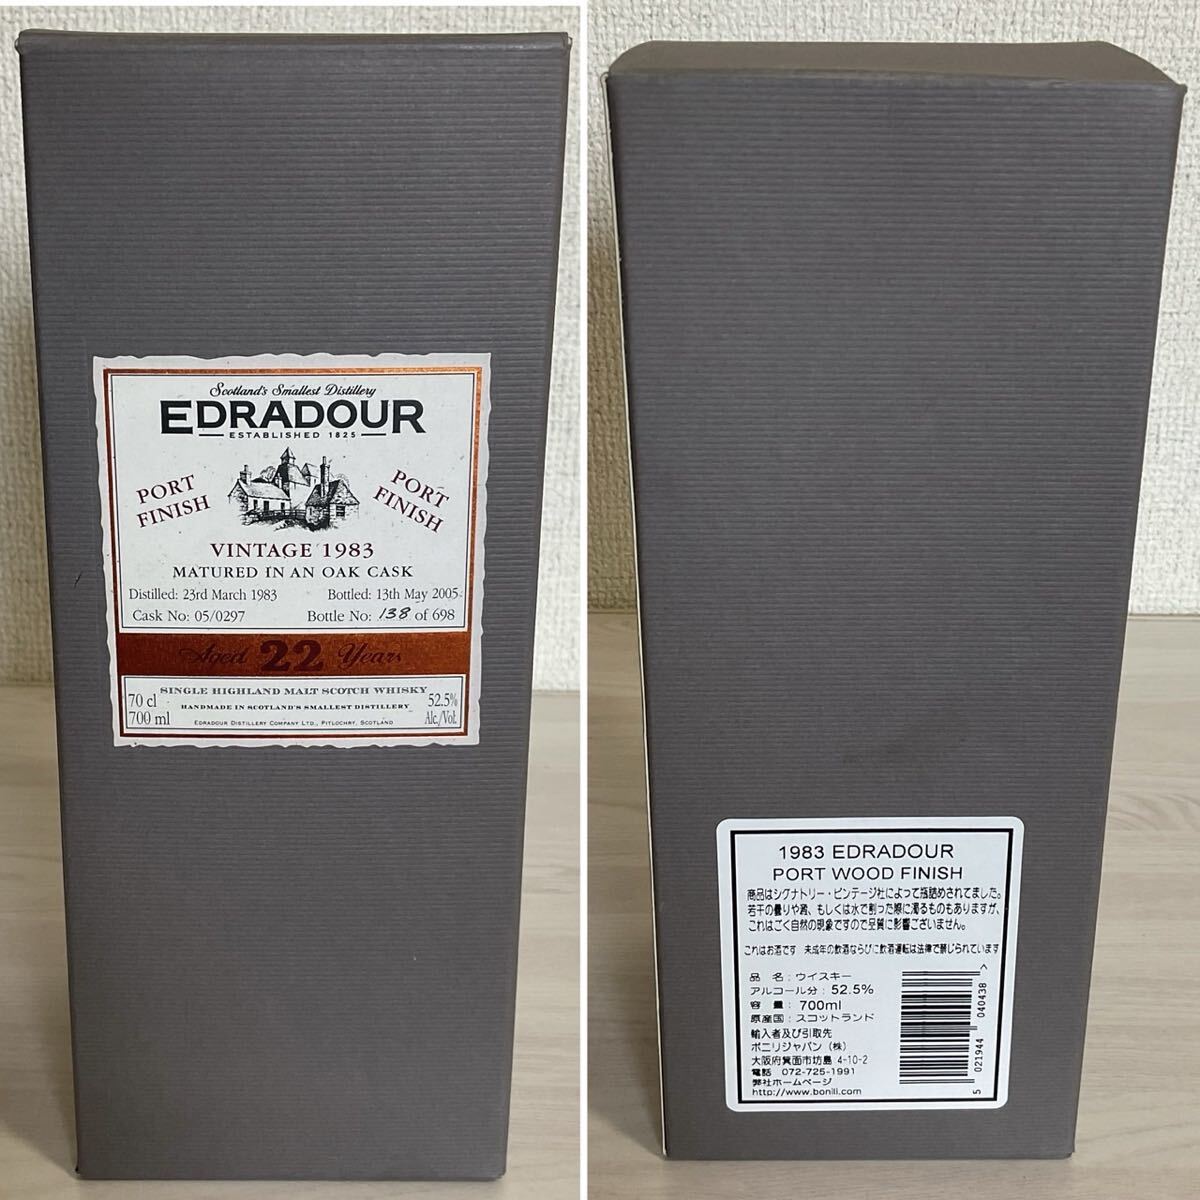 Scotland's Smallest Distillery
EDRADOUR
ESTABLISHED 1825
PORT
FINISH
PORT
FINISH
VINTAGE 1983
MATURED IN AN OAK CASK
Distilled: 23rd March 1983 Bottled: 13th May 2005
Cask No: 05/0297 Bottle No: 138 of 698
Aged 22 Years
SINGLE HIGHLAND MALT SCOTCH WHISKY
HANDMADE IN SCOTLAND'S SMALLEST DISTILLERY
EDRADOUR DISTILLERY COMPANY LTD., PITLOCHRY, SCOTLAND
70 cl
700 ml
52.5%
Alc./Vol.
1983 EDRADOUR
PORT WOOD FINISH
商品はシグナトリー・ビンテージ社によって瓶詰めされてました。
若干の曇りや澱、もしくは水で割った際に濁るものもありますが、
これはごく自然の現象ですので品質に影響ございません。
これはお酒です 未成年の飲酒ならびに飲酒運転は法律で禁じられています
品 名：ウイスキー
アルコール分：52.5%
容 量：700ml
原産国：スコットランド
輸入者及び引取先
ボニリジャパン（株）
大阪府箕面市坊島 4-10-2
電話 072-725-1991
弊社ホームページ
http://www.bonili.com
5 021944 040438 >